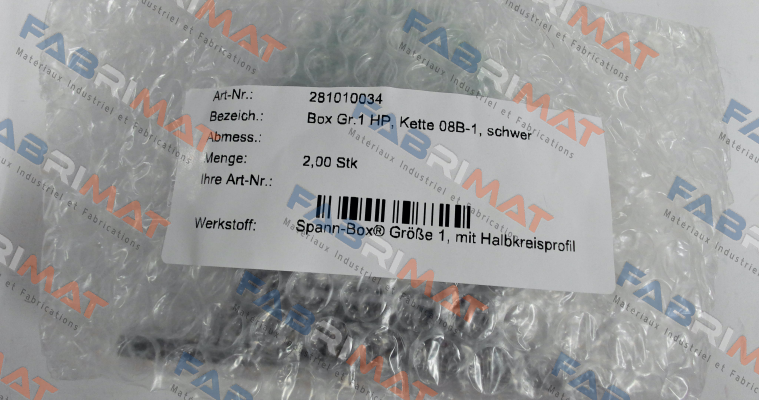 Art-Nr.: 281010034
Bezeich.: Box Gr.1 HP, Kette 08B-1, schwer
Abmess.:
Menge: 2,00 Stk
Ihre Art-Nr.:
Werkstoff: Spann-Box® Größe 1, mit Halbkreisprofil
FABRIMAT
Materiaux Industriel et Fabrications